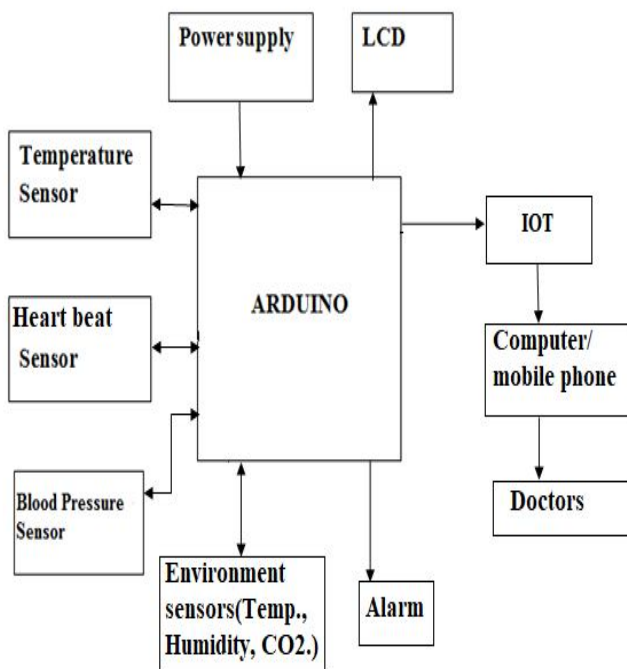 Power supply
LCD
Temperature
Sensor
IOT
ARDUINO
Heart beat
Sensor
Computer/
mobile phone
Blood Pressure
Sensor
Doctors
Environment
sensors(Temp.,
Humidity, CO2.)
Alarm